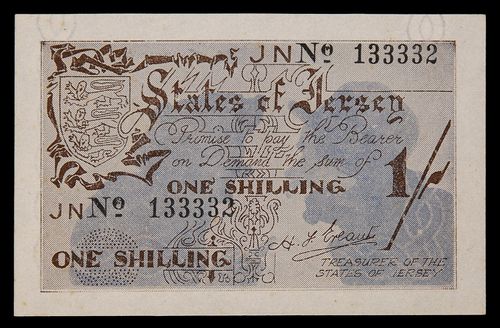 JN Nº 133332
States of Jersey
Promise to pay the Bearer
on Demand the sum of
ONE SHILLING
1/-
JN Nº 133332
ONE SHILLING
TREASURER OF THE
STATES OF JERSEY